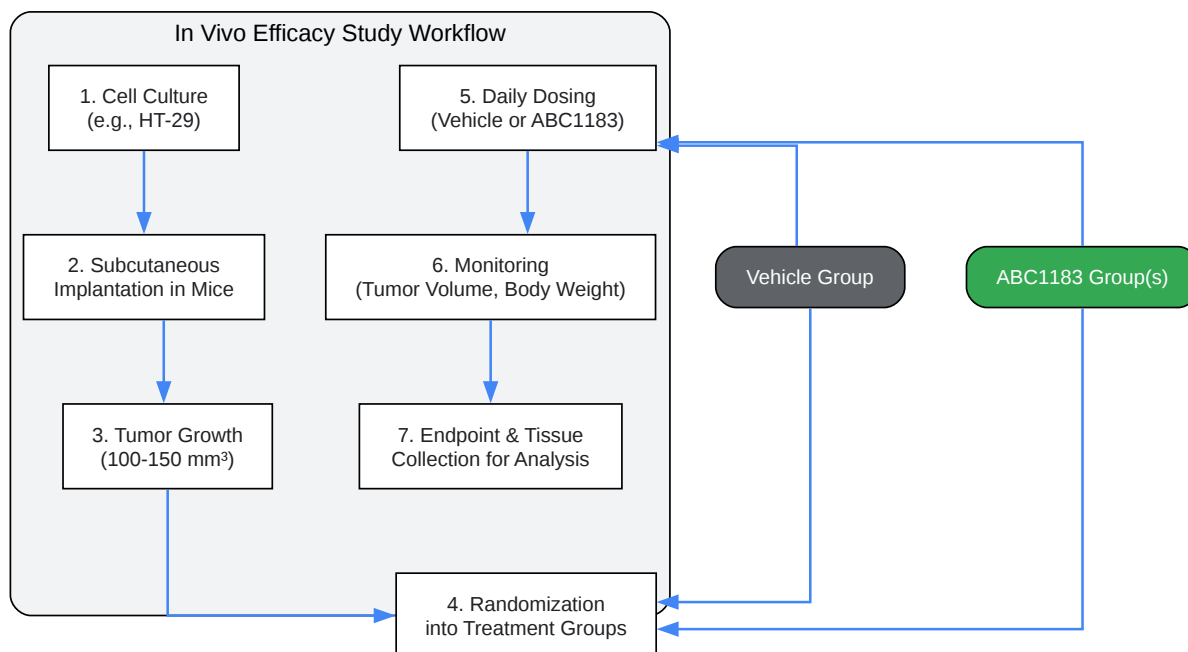 In Vivo Efficacy Study Workflow
1. Cell Culture
(e.g., HT-29)
2. Subcutaneous
Implantation in Mice
3. Tumor Growth
(100-150 mm³)
4. Randomization
into Treatment Groups
5. Daily Dosing
(Vehicle or ABC1183)
6. Monitoring
(Tumor Volume, Body Weight)
7. Endpoint & Tissue
Collection for Analysis
Vehicle Group
ABC1183 Group(s)